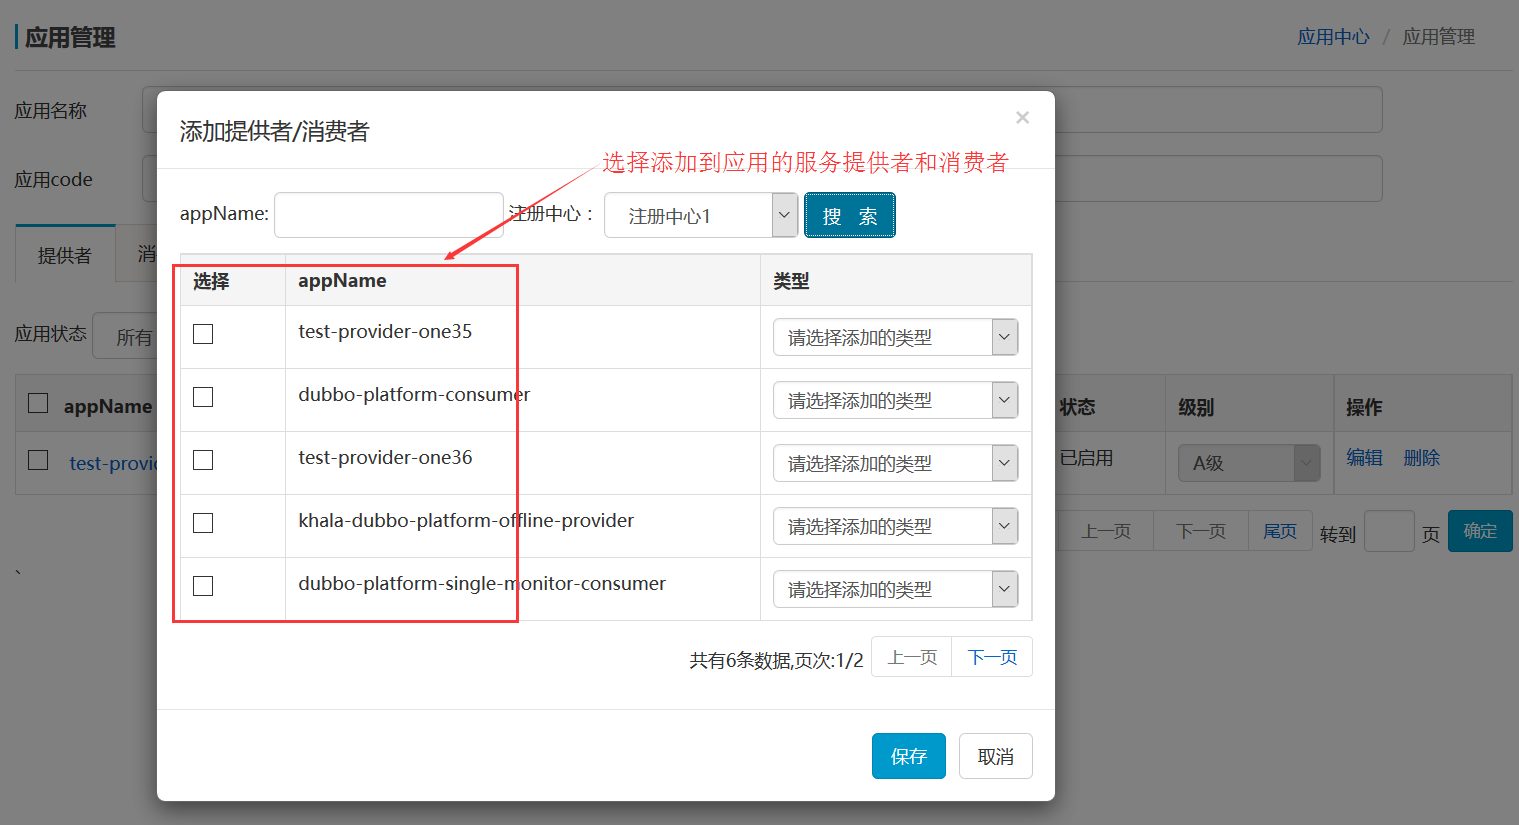 应用管理
应用中心 / 应用管理
应用名称
添加提供者/消费者
×
选择添加到应用的服务提供者和消费者
应用code
appName: 注册中心： 注册中心1 搜 索
提供者
消
选择 appName 类型
test-provider-one35 请选择添加的类型
应用状态 所有
dubbo-platform-consumer 请选择添加的类型
appName 状态 级别 操作
test-provider-one36 请选择添加的类型
test-provi 已启用 A级 编辑 删除
khala-dubbo-platform-offline-provider 请选择添加的类型
上一页 下一页 尾页 转到 页 确定
、
dubbo-platform-single-monitor-consumer 请选择添加的类型
共有6条数据,页次:1/2 上一页 下一页
保存 取消